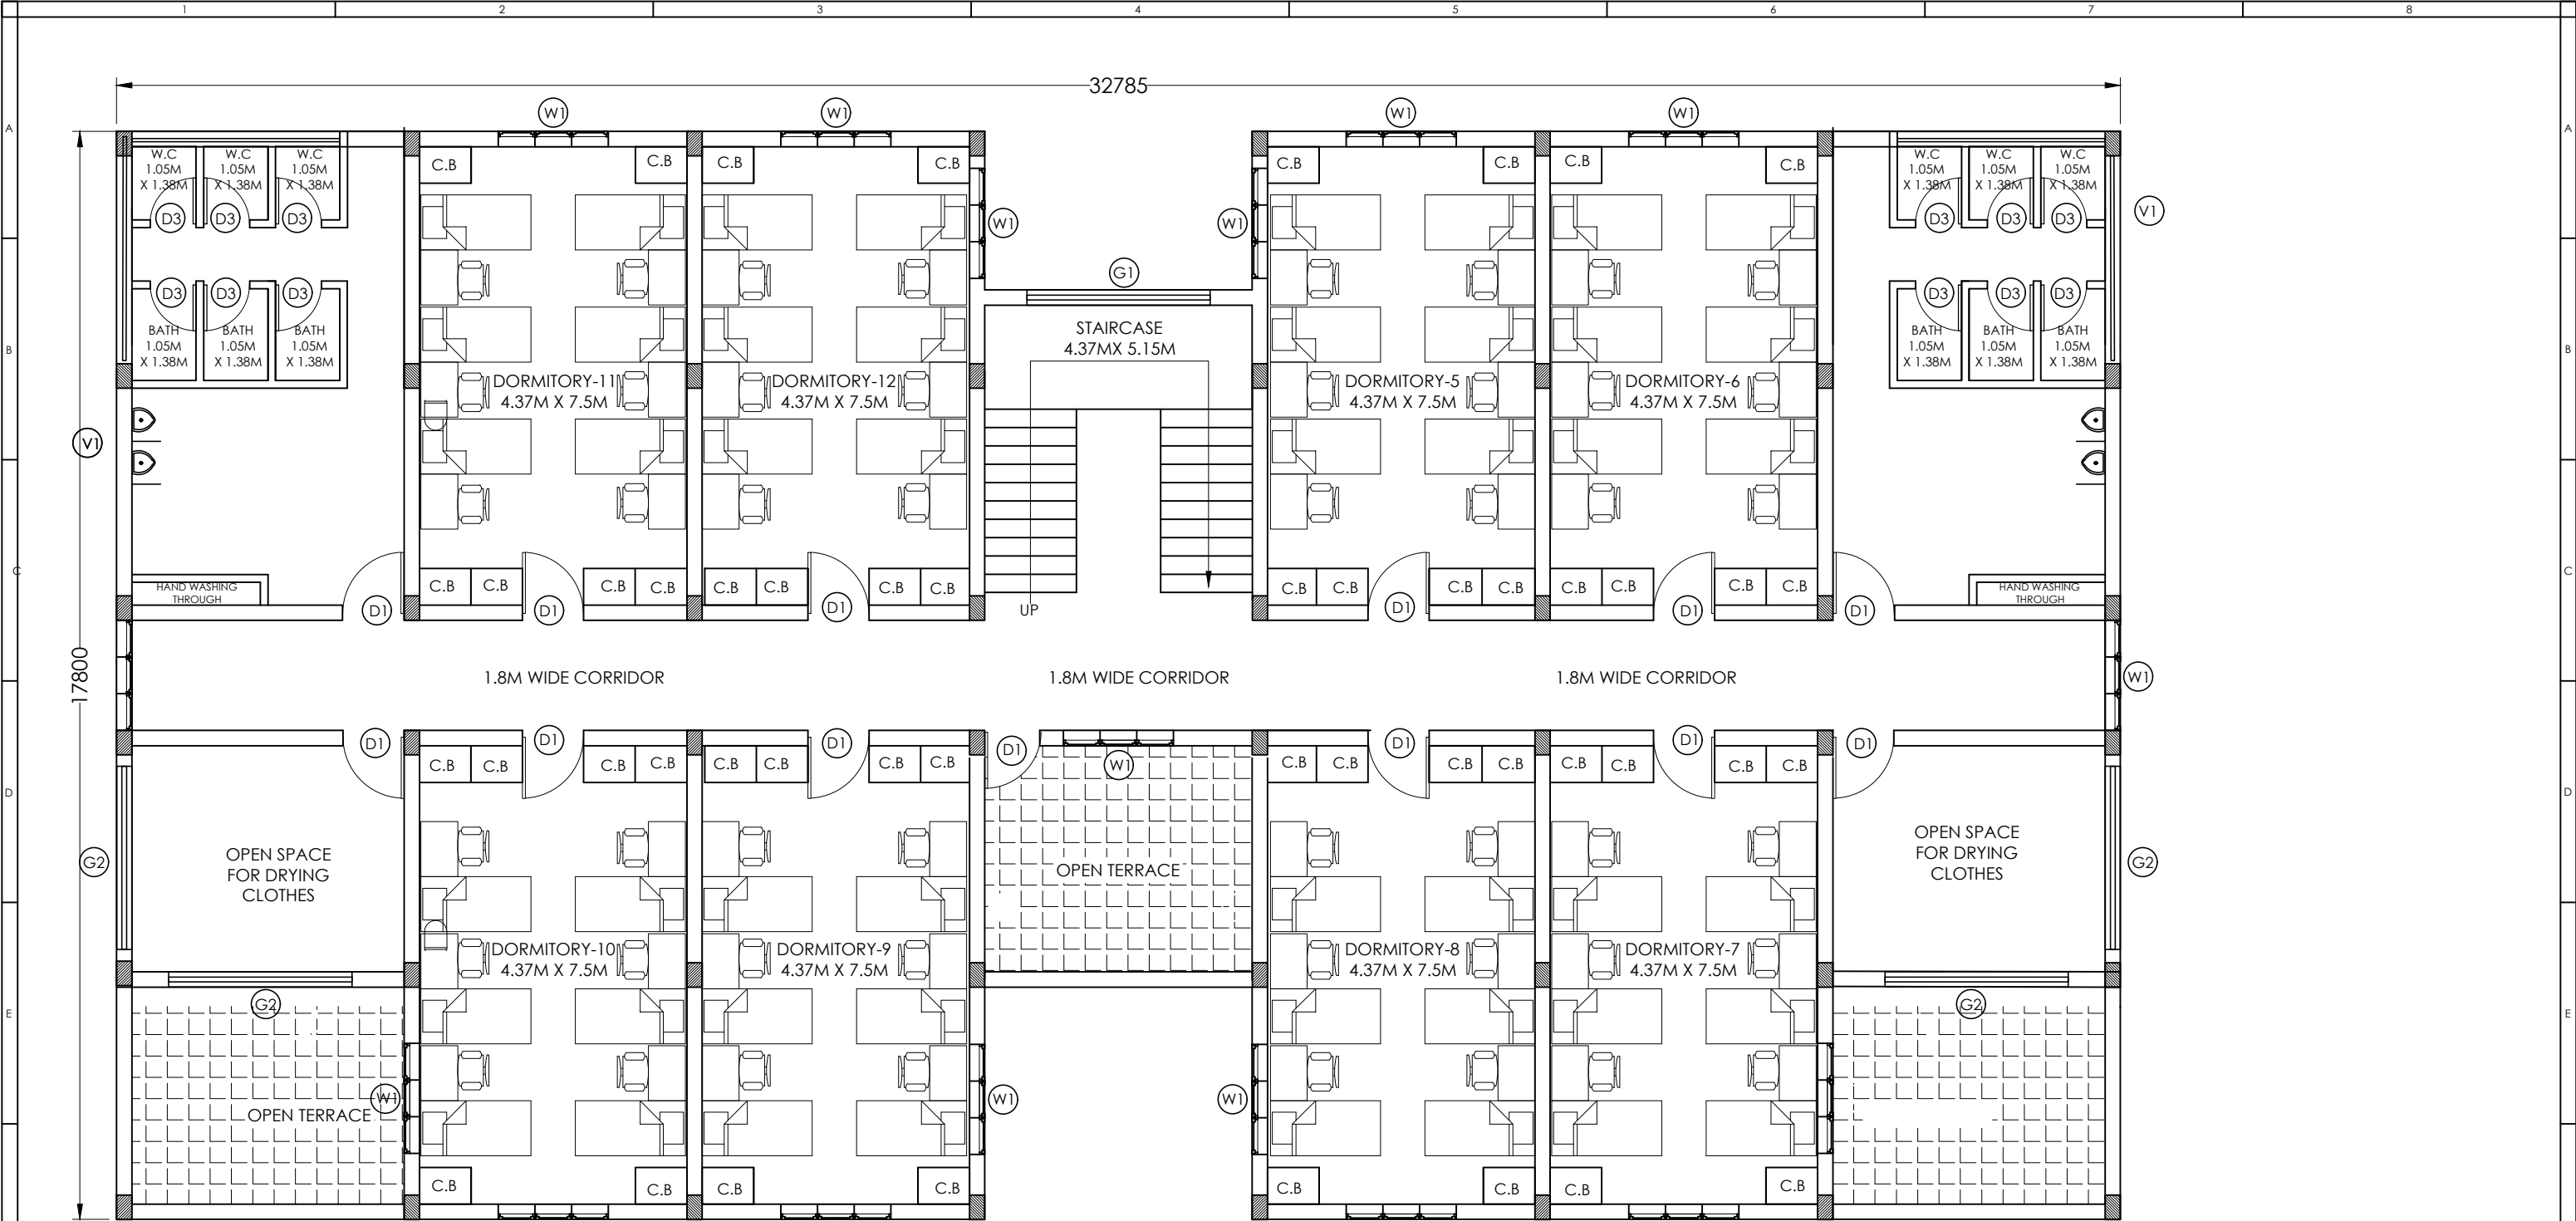 1 2 3 4 5 6 7 8
32785
W1 W1 W1 W1
A A
W.C W.C W.C W.C W.C W.C
1.05M 1.05M 1.05M 1.05M 1.05M 1.05M
X 1.38M X 1.38M X 1.38M X 1.38M X 1.38M X 1.38M
C.B C.B C.B C.B C.B C.B C.B C.B
D3 D3 D3 W1 W1 D3 D3 D3 V1
G1
D3 D3 D3 D3 D3 D3
STAIRCASE
4.37MX 5.15M
B B
BATH BATH BATH BATH BATH BATH
1.05M 1.05M 1.05M 1.05M 1.05M 1.05M
X 1.38M X 1.38M X 1.38M X 1.38M X 1.38M X 1.38M
DORMITORY-11 DORMITORY-12 DORMITORY-5 DORMITORY-6
4.37M X 7.5M 4.37M X 7.5M 4.37M X 7.5M 4.37M X 7.5M
V1
C C
HAND WASHING HAND WASHING
THROUGH THROUGH
C.B C.B C.B C.B C.B C.B C.B C.B C.B C.B C.B C.B C.B C.B C.B C.B
D1 D1 D1 UP D1 D1 D1
17800
1.8M WIDE CORRIDOR 1.8M WIDE CORRIDOR 1.8M WIDE CORRIDOR W1
D1 D1 D1 D1 D1 D1 D1
C.B C.B C.B C.B C.B C.B C.B C.B W1 C.B C.B C.B C.B C.B C.B C.B C.B
D D
OPEN SPACE OPEN SPACE
FOR DRYING FOR DRYING
CLOTHES CLOTHES
G2 OPEN TERRACE G2
DORMITORY-10 DORMITORY-9 DORMITORY-8 DORMITORY-7
4.37M X 7.5M 4.37M X 7.5M 4.37M X 7.5M 4.37M X 7.5M
G2 G2
E E
W1 W1 W1
OPEN TERRACE
C.B C.B C.B C.B C.B C.B C.B C.B